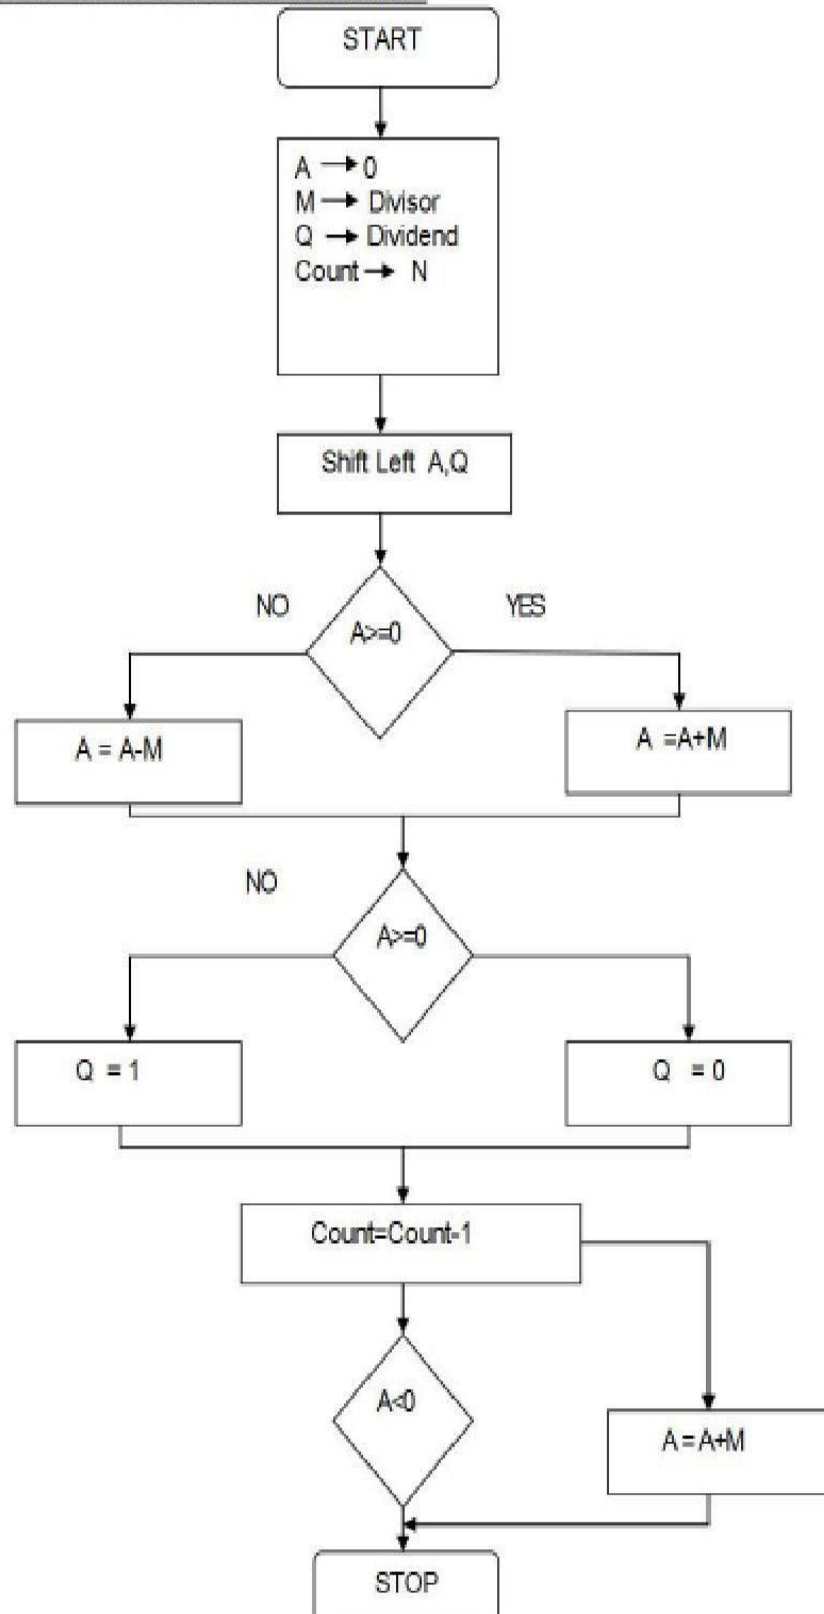 START
A → 0
M → Divisor
Q → Dividend
Count → N
Shift Left A,Q
NO
YES
A>=0
A = A-M
A =A+M
NO
A>=0
Q = 1
Q = 0
Count=Count-1
A<0
A = A+M
STOP